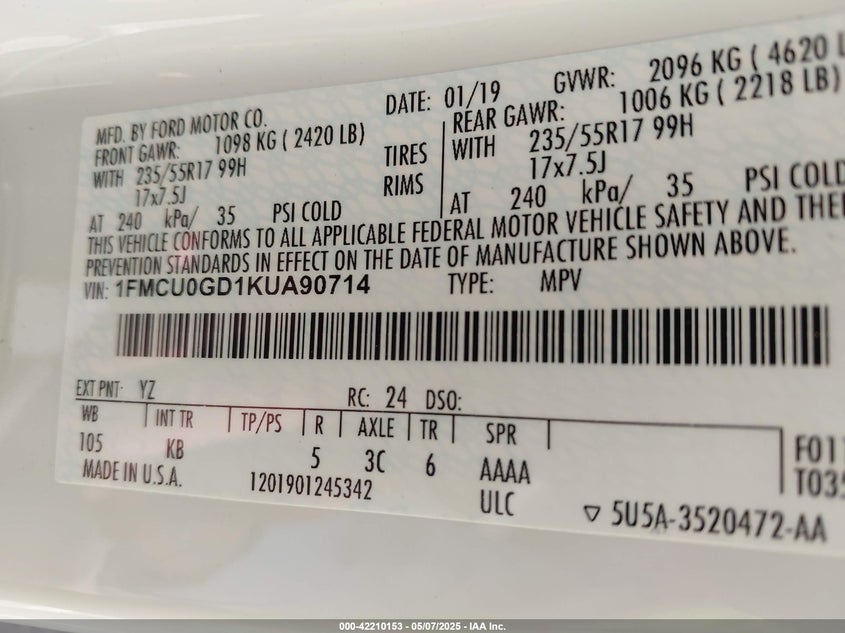 MFD. BY FORD MOTOR CO. DATE: 01/19 GVWR: 2096 KG ( 4620 L
FRONT GAWR: 1098 KG ( 2420 LB) REAR GAWR: 1006 KG ( 2218 LB)
WITH 235/55R17 99H TIRES WITH 235/55R17 99H
17x7.5J RIMS 17x7.5J
AT 240 kPa/ 35 PSI COLD AT 240 kPa/ 35 PSI COLD
THIS VEHICLE CONFORMS TO ALL APPLICABLE FEDERAL MOTOR VEHICLE SAFETY AND THE
PREVENTION STANDARDS IN EFFECT ON THE DATE OF MANUFACTURE SHOWN ABOVE.
VIN: 1FMCU0GD1KUA90714 TYPE: MPV
EXT PNT: YZ RC: 24 DSO:
WB INT TR TP/PS R AXLE TR SPR
105 KB 5 3C 6 AAAA F011
MADE IN U.S.A. 1201901245342 ULC T035
▽ 5U5A-3520472-AA
000-42210153 — 05/07/2025 - IAA Inc.